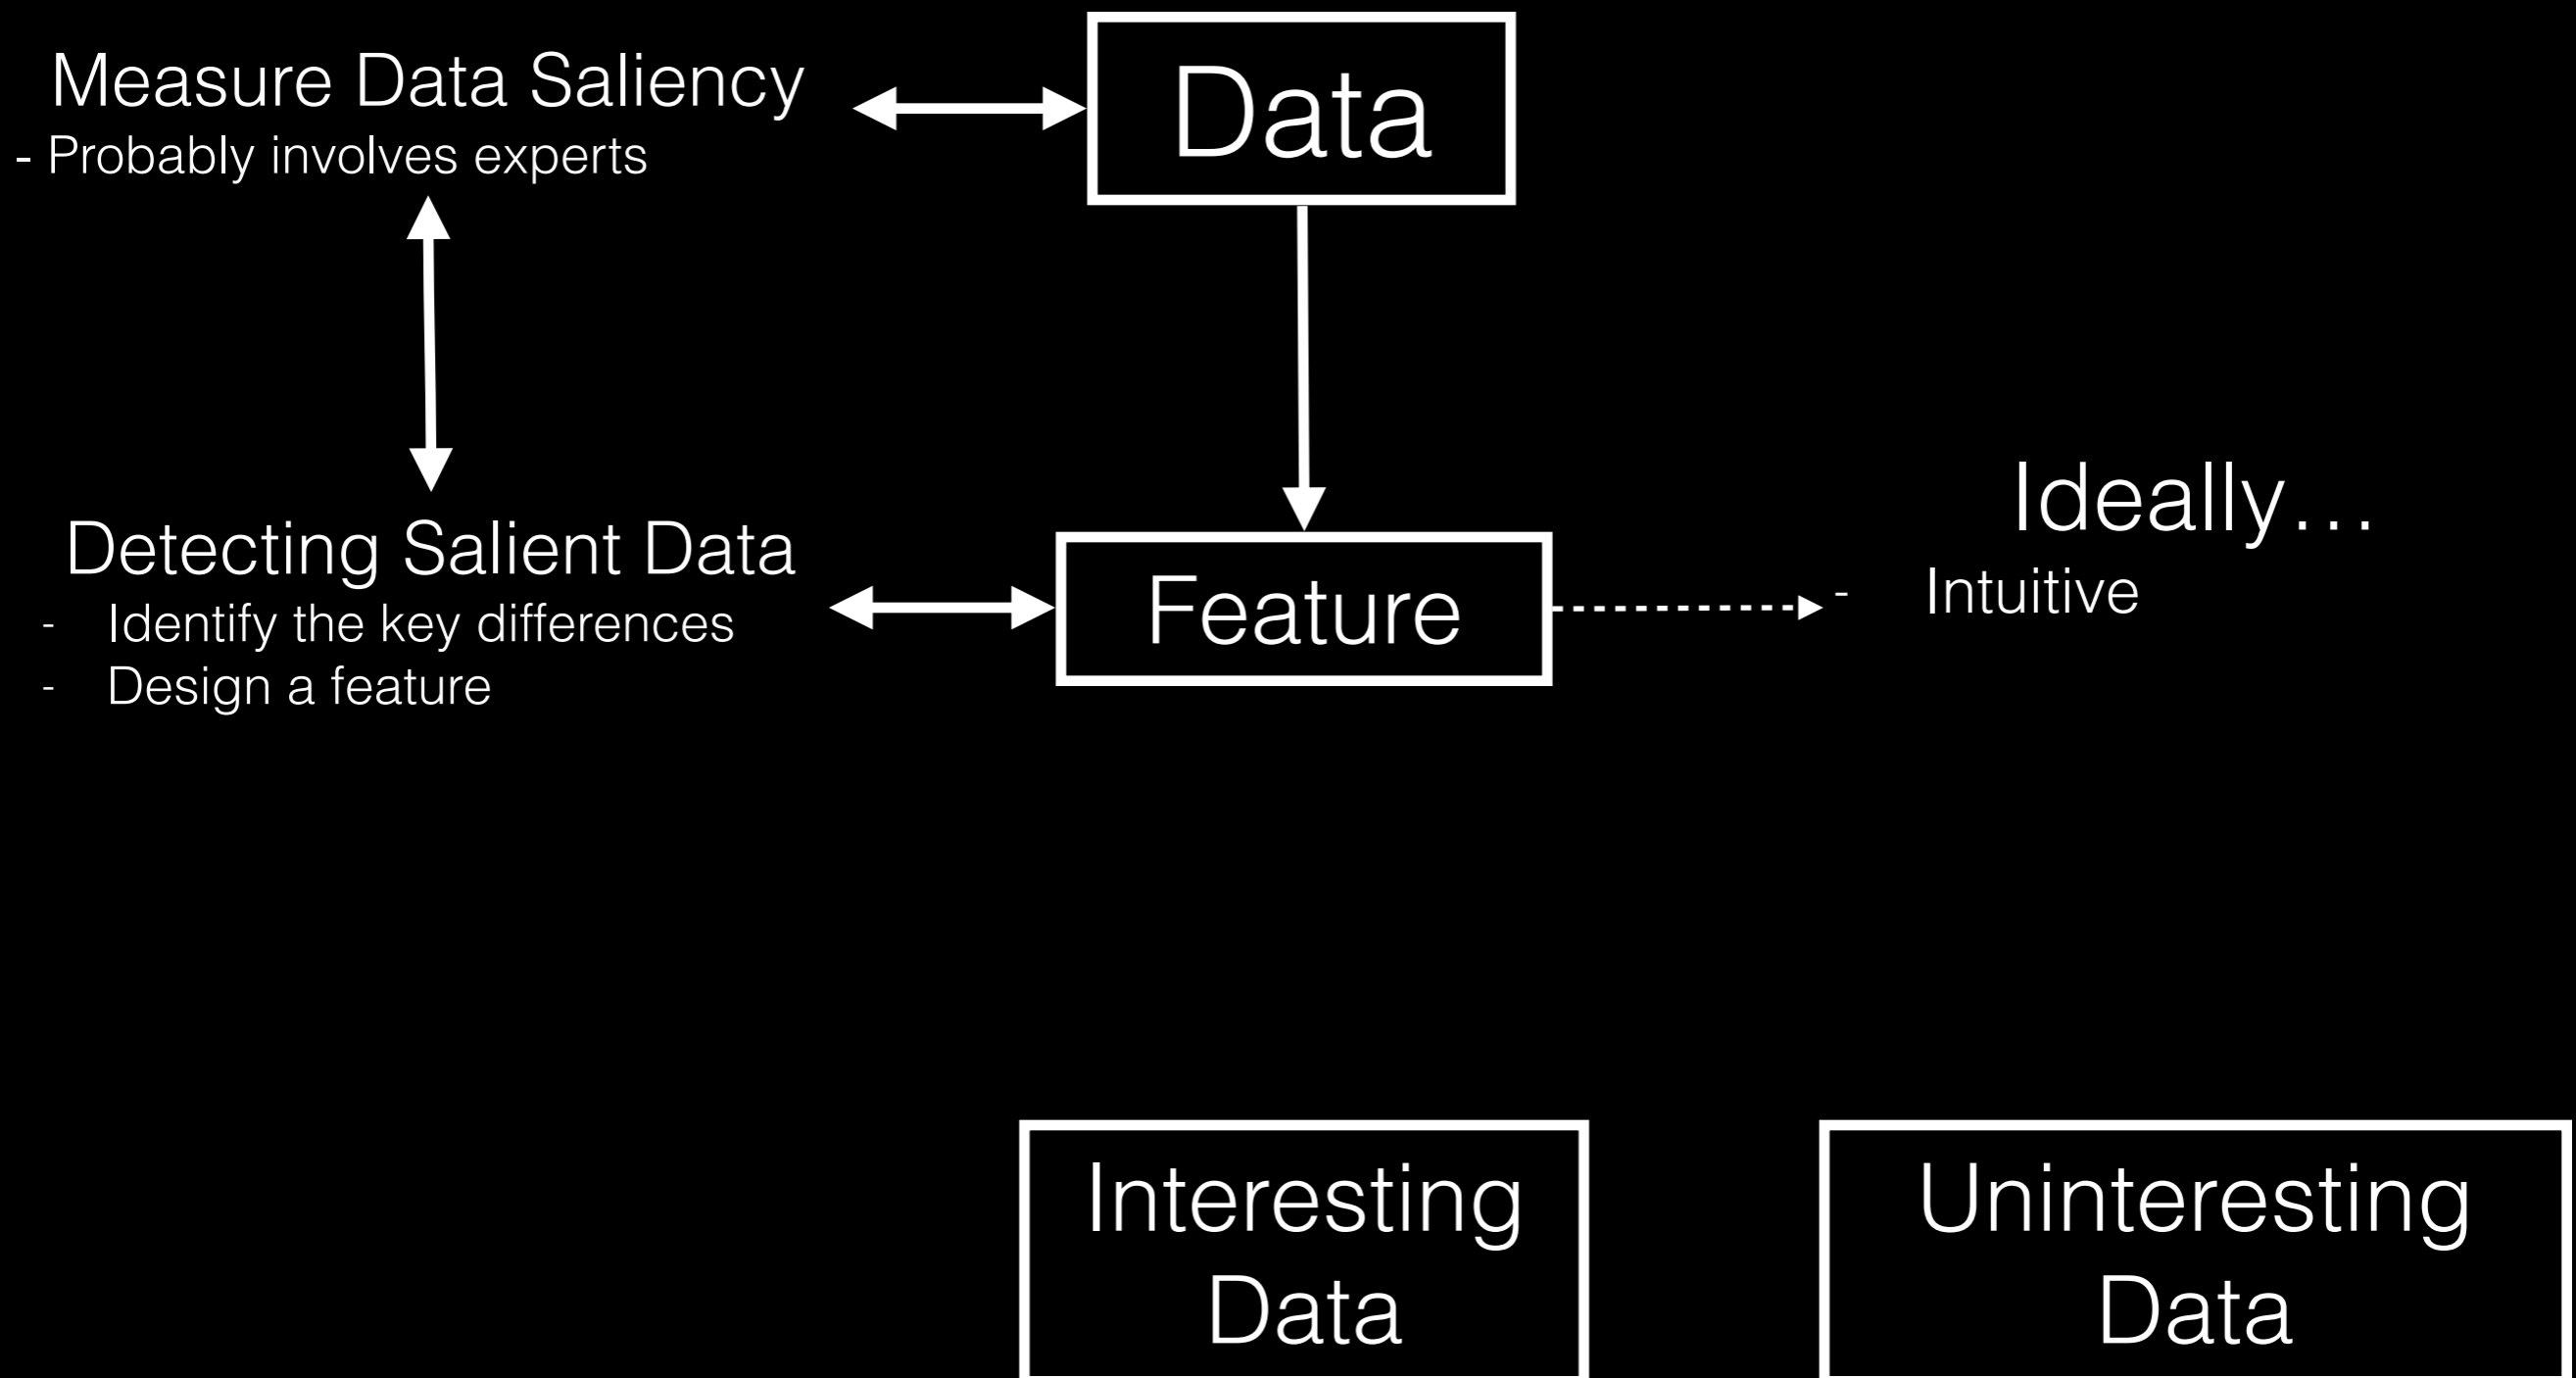 Measure Data Saliency
- Probably involves experts
Data
Detecting Salient Data
- Identify the key differences
- Design a feature
Feature
Ideally…
- Intuitive
Interesting
Data
Uninteresting
Data